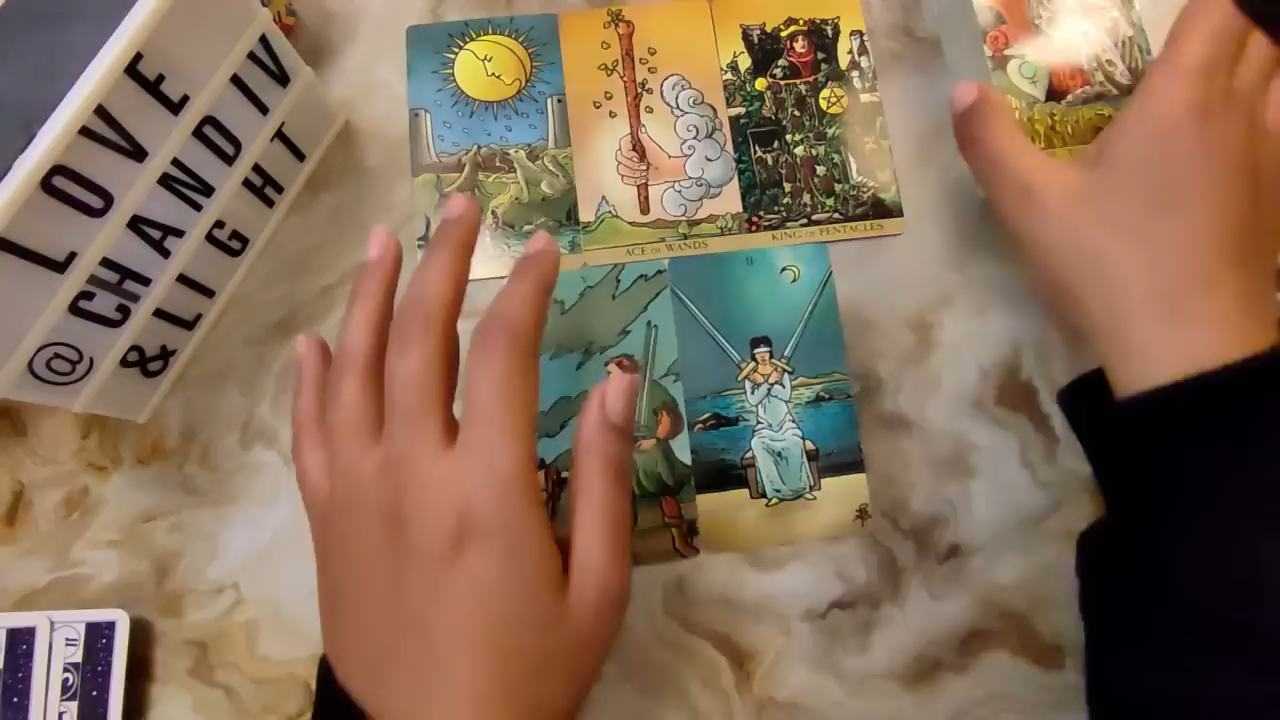 LOVE
@CHANDIV
&LIGHT
ACE OF WANDS
KING OF PENTACLES
II